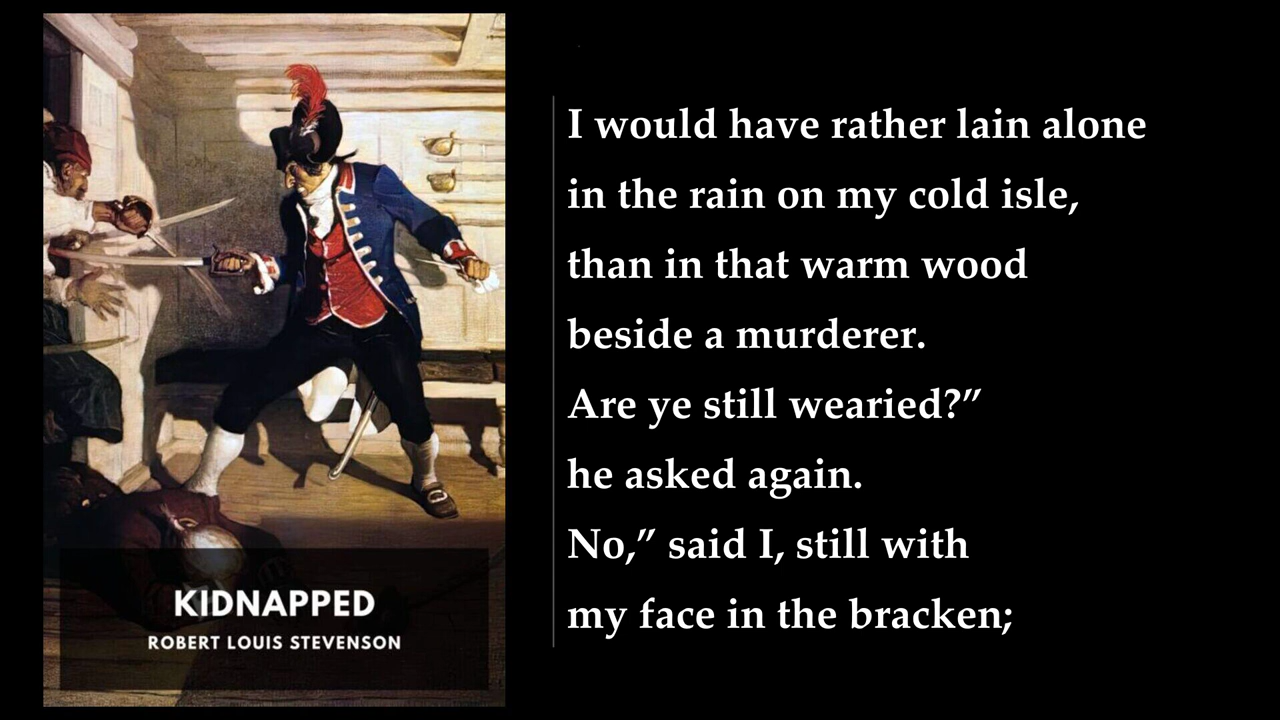 KIDNAPPED
ROBERT LOUIS STEVENSON
I would have rather lain alone
in the rain on my cold isle,
than in that warm wood
beside a murderer.
Are ye still wearied?”
he asked again.
No,” said I, still with
my face in the bracken;